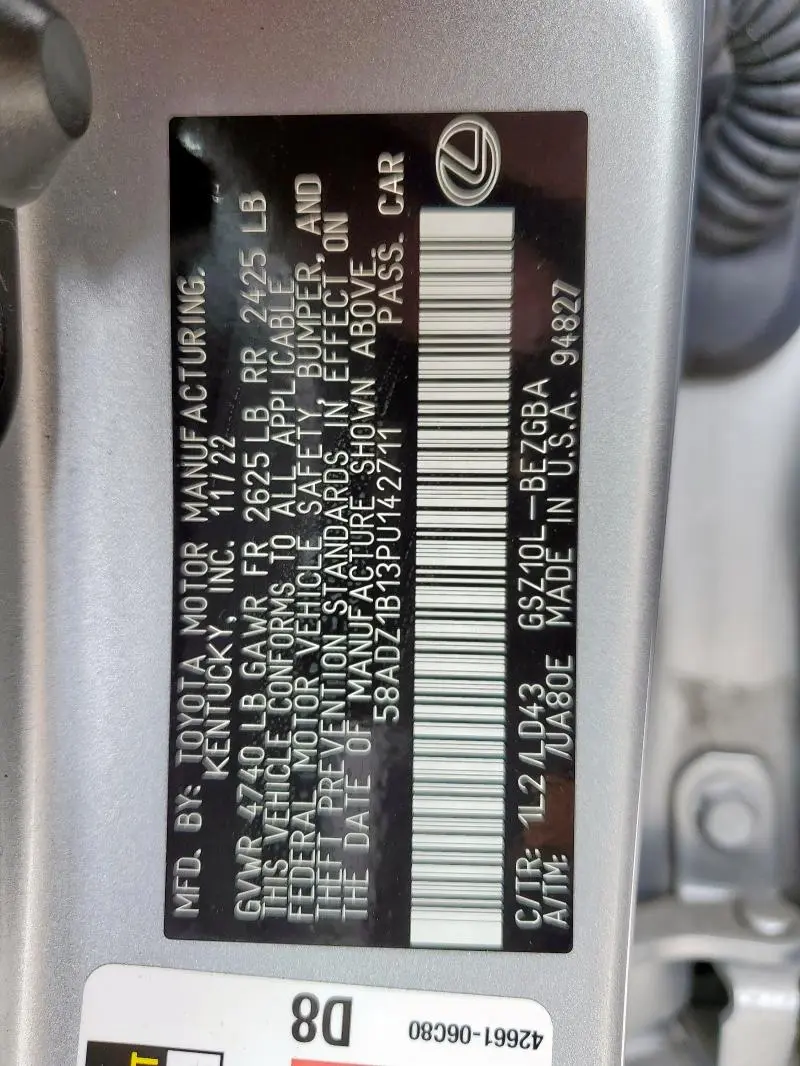 MFD. BY: TOYOTA MOTOR MANUFACTURING,
KENTUCKY, INC. 11/22
GVWR 4740 LB GAWR FR 2625 LB RR 2425 LB
THIS VEHICLE CONFORMS TO ALL APPLICABLE
FEDERAL MOTOR VEHICLE SAFETY, BUMPER, AND
THEFT PREVENTION STANDARDS IN EFFECT ON
THE DATE OF MANUFACTURE SHOWN ABOVE.
58ADZ1B13PU142711 PASS. CAR
C/TR: 1L2 /LD43 GSZ10L-BEZGBA
A/TM: /UA80E MADE IN U.S.A. 94827
D8
42661-06C80